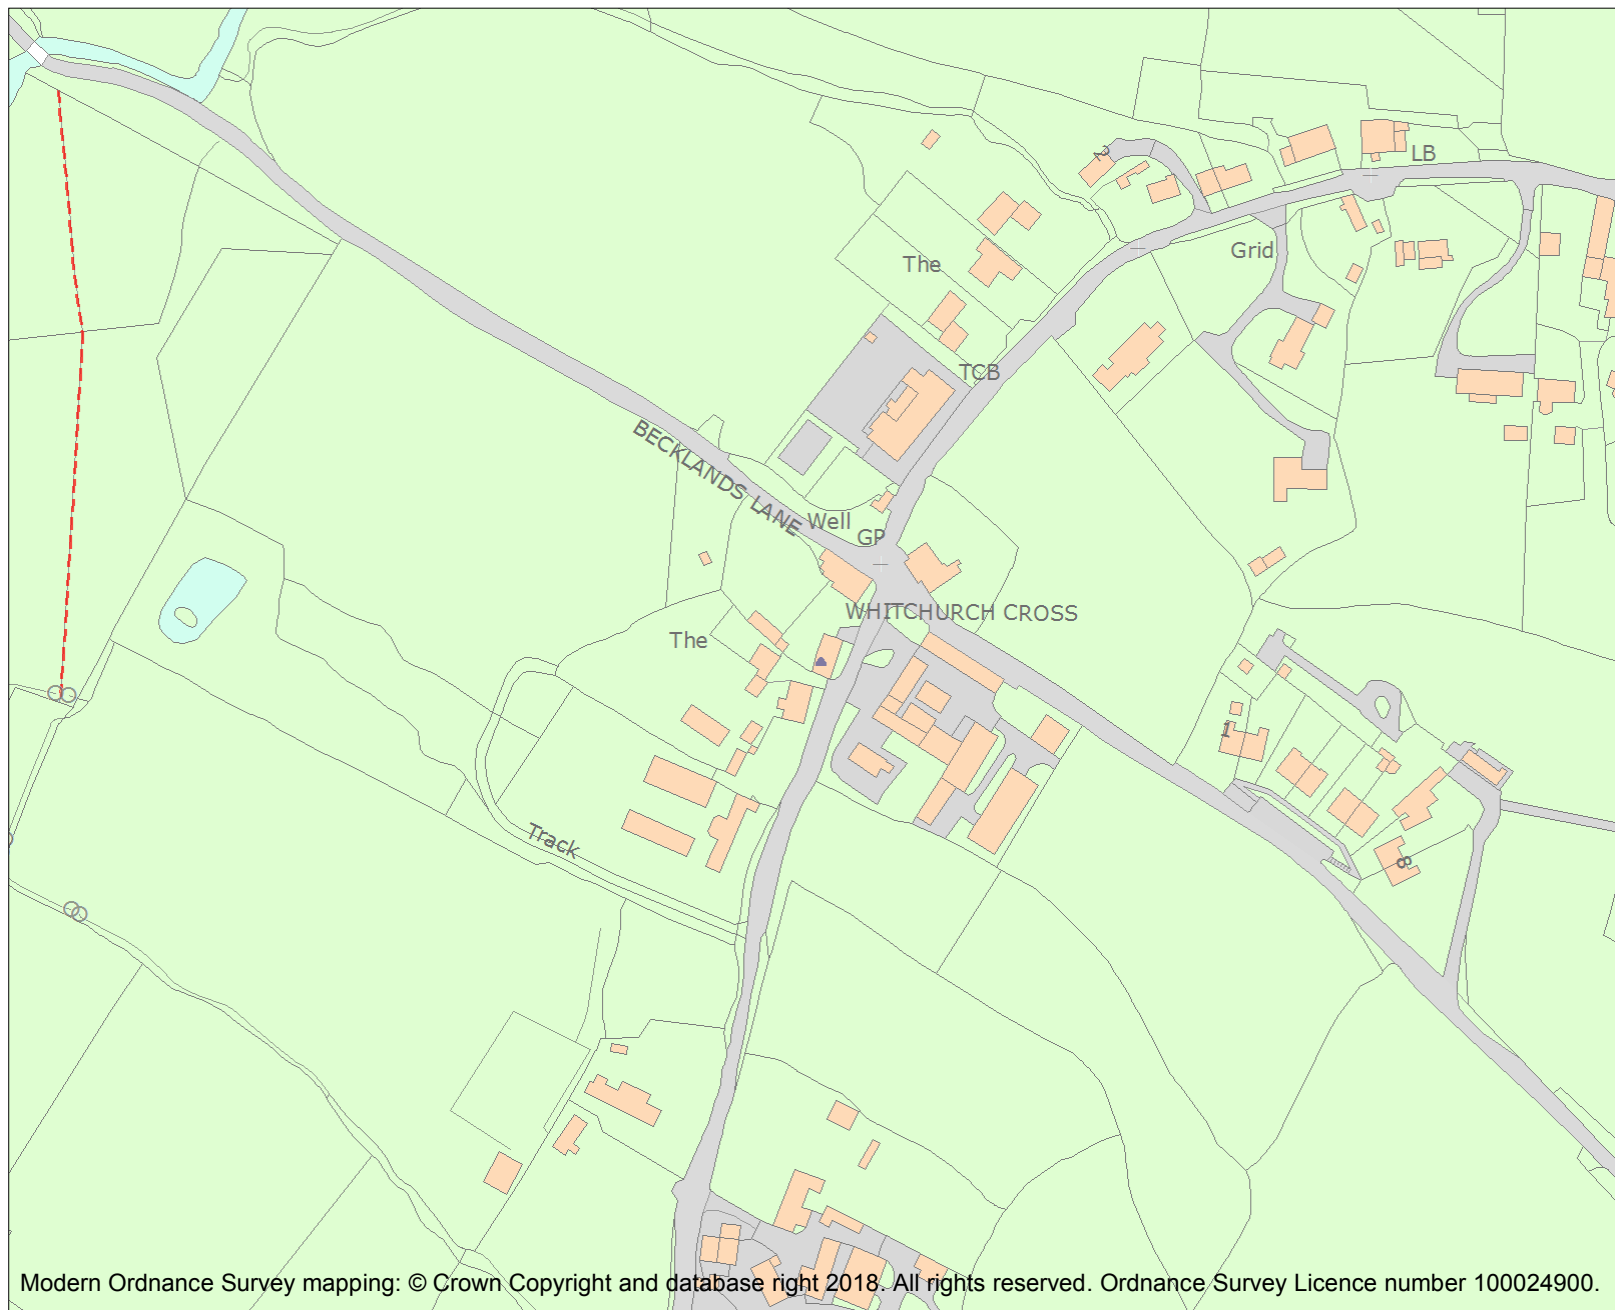 2
LB
Grid
The
TCB
BECKLANDS LANE
Well
GP
WHITCHURCH CROSS
The
1
Track
8
Modern Ordnance Survey mapping: © Crown Copyright and database right 2018. All rights reserved. Ordnance Survey Licence number 100024900.